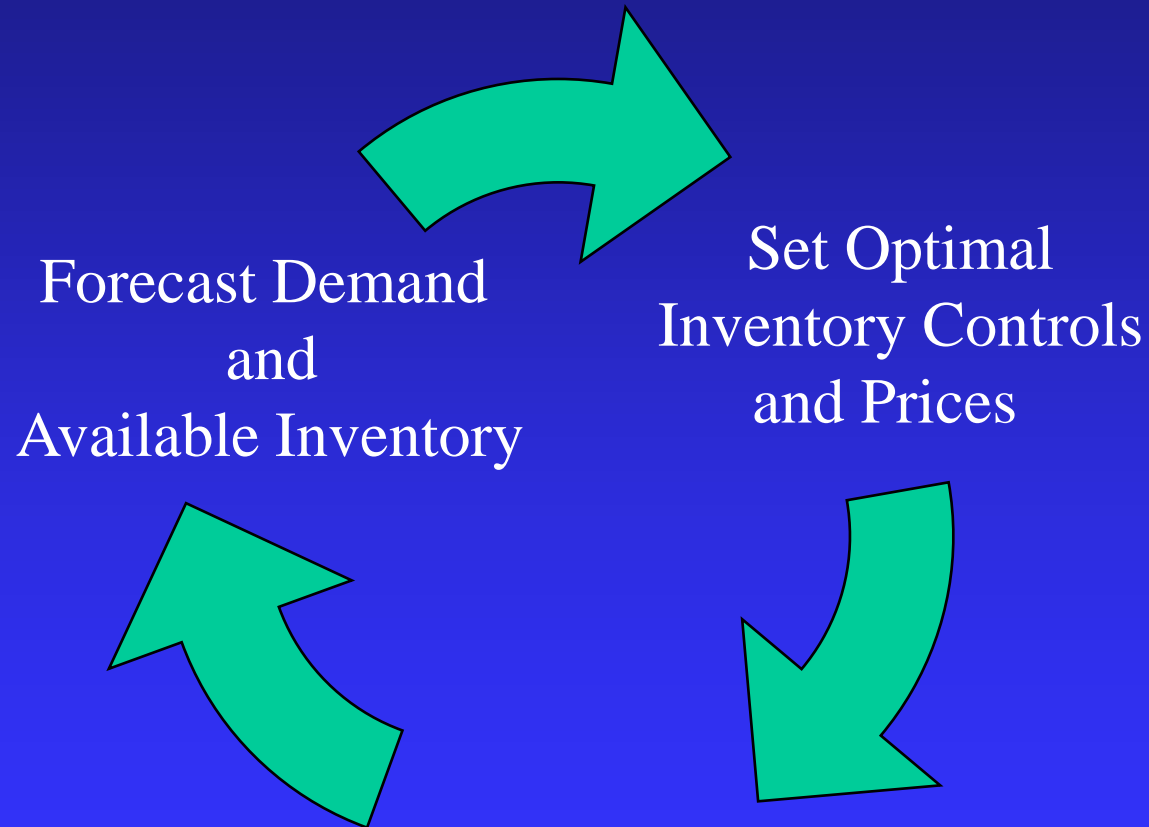 Forecast Demand
and
Available Inventory
Set Optimal
Inventory Controls
and Prices